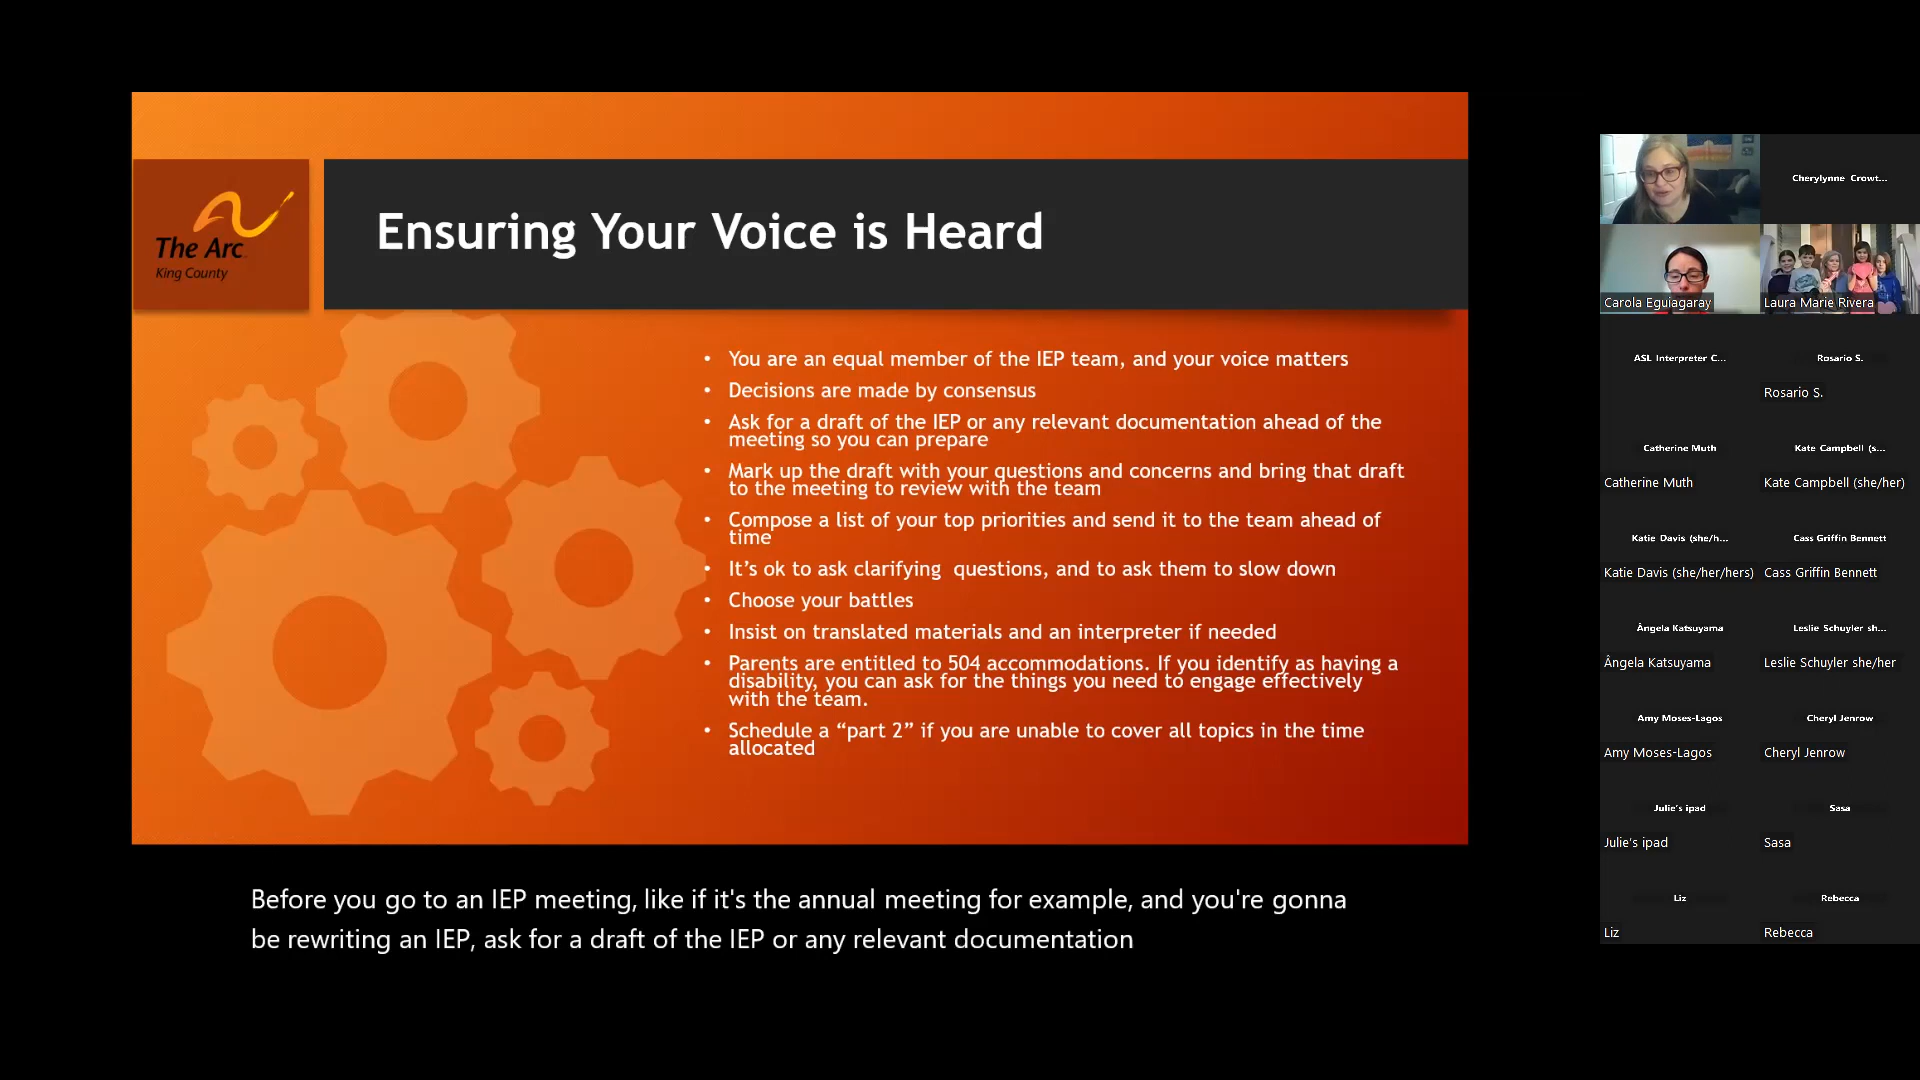 The Arc
King County
Ensuring Your Voice is Heard
• You are an equal member of the IEP team, and your voice matters
• Decisions are made by consensus
• Ask for a draft of the IEP or any relevant documentation ahead of the
meeting so you can prepare
• Mark up the draft with your questions and concerns and bring that draft
to the meeting to review with the team
• Compose a list of your top priorities and send it to the team ahead of
time
• It’s ok to ask clarifying  questions, and to ask them to slow down
• Choose your battles
• Insist on translated materials and an interpreter if needed
• Parents are entitled to 504 accommodations. If you identify as having a
disability, you can ask for the things you need to engage effectively
with the team.
• Schedule a “part 2” if you are unable to cover all topics in the time
allocated
Before you go to an IEP meeting, like if it's the annual meeting for example, and you're gonna
be rewriting an IEP, ask for a draft of the IEP or any relevant documentation
Cherylynne Crowt...
Carola Eguiagaray
Laura Marie Rivera
ASL Interpreter C...
Rosario S.
Rosario S.
Catherine Muth
Kate Campbell (s...
Catherine Muth
Kate Campbell (she/her)
Katie Davis (she/h...
Cass Griffin Bennett
Katie Davis (she/her/hers)
Cass Griffin Bennett
Ângela Katsuyama
Leslie Schuyler sh...
Ângela Katsuyama
Leslie Schuyler she/her
Amy Moses-Lagos
Cheryl Jenrow
Amy Moses-Lagos
Cheryl Jenrow
Julie's ipad
Sasa
Julie's ipad
Sasa
Liz
Rebecca
Liz
Rebecca